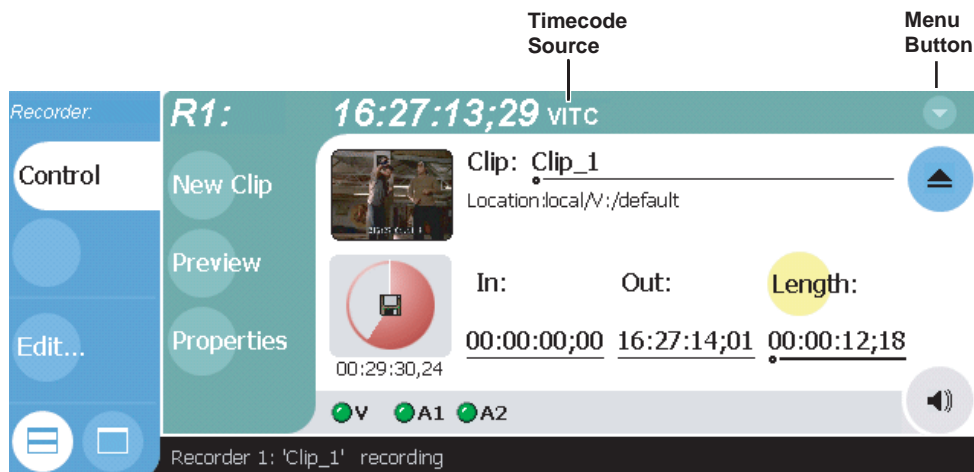 Timecode
Source
Menu
Button
Recorder:
R1:
16:27:13;29 VITC
Control
New Clip
Clip: Clip_1
Location:local/V:/default
Preview
In:
Out:
Length:
Edit...
Properties
00:00:00;00
16:27:14;01
00:00:12;18
00:29:30,24
V
A1
A2
Recorder 1: 'Clip_1' recording